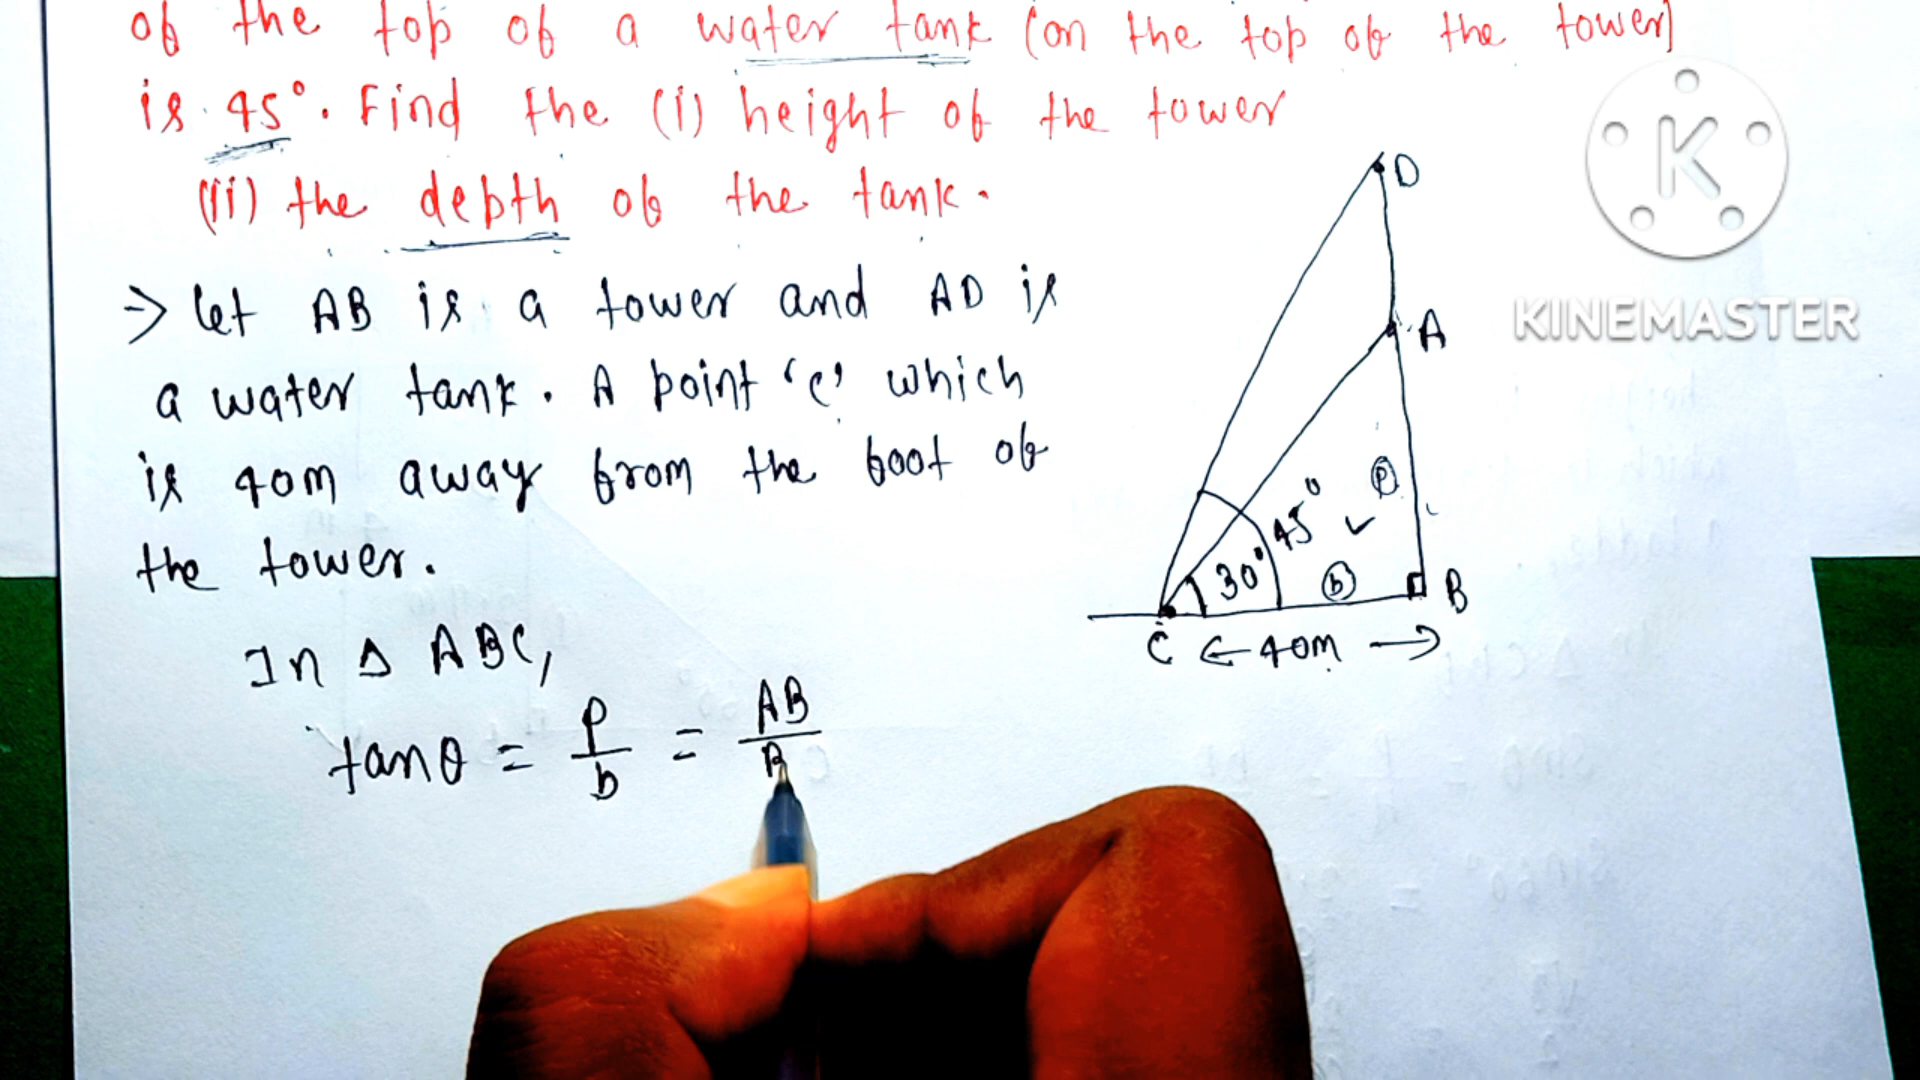 of the top of a water tank (on the top of the tower)
is 45°. Find the (i) height of the tower
(ii) the depth of the tank.
→ let AB is a tower and AD is
a water tank. A point 'c' which
is 40m away from the foot of
the tower.
In Δ ABC,
tanθ = P/b = AB/B
D
A
45°
P
30°
b
B
C ← 40m →
K
KINEMASTER